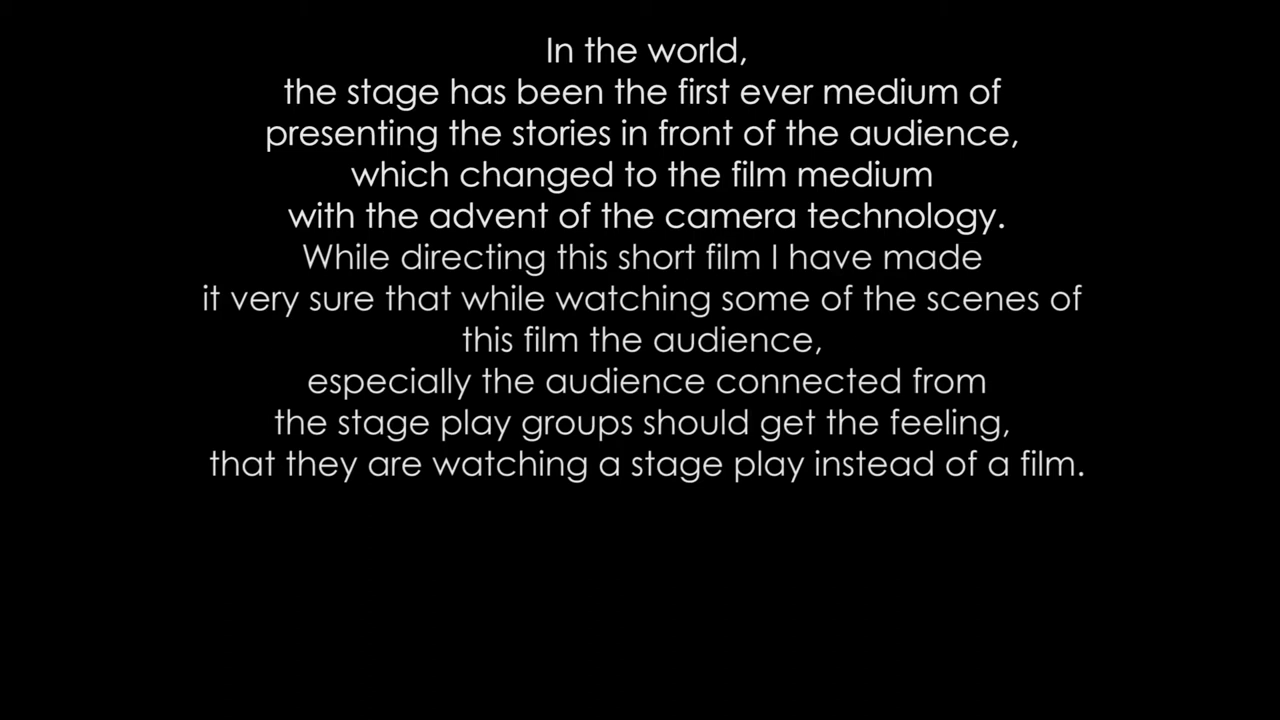 In the world,
the stage has been the first ever medium of
presenting the stories in front of the audience,
which changed to the film medium
with the advent of the camera technology.
While directing this short film I have made
it very sure that while watching some of the scenes of
this film the audience,
especially the audience connected from
the stage play groups should get the feeling,
that they are watching a stage play instead of a film.